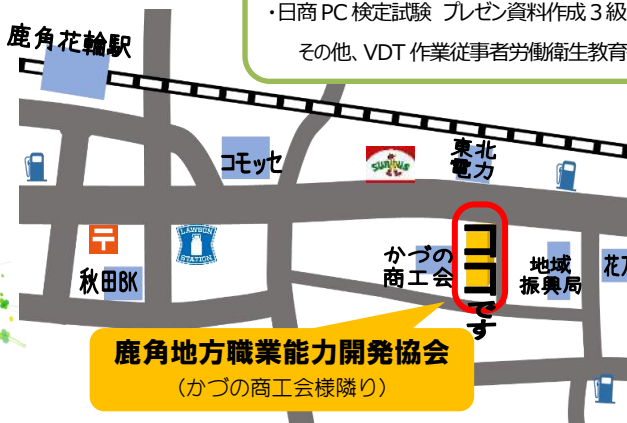 ・日商PC検定試験 プレゼン資料作成3級
その他、VDT作業従事者労働衛生教育
鹿角花輪駅
コモッセ
sunkus
東北
電力
LAWSON
STATION
秋田BK
かづの
商工会
ココです
地域
振興局
鹿角地方職業能力開発協会
(かづの商工会様隣り)